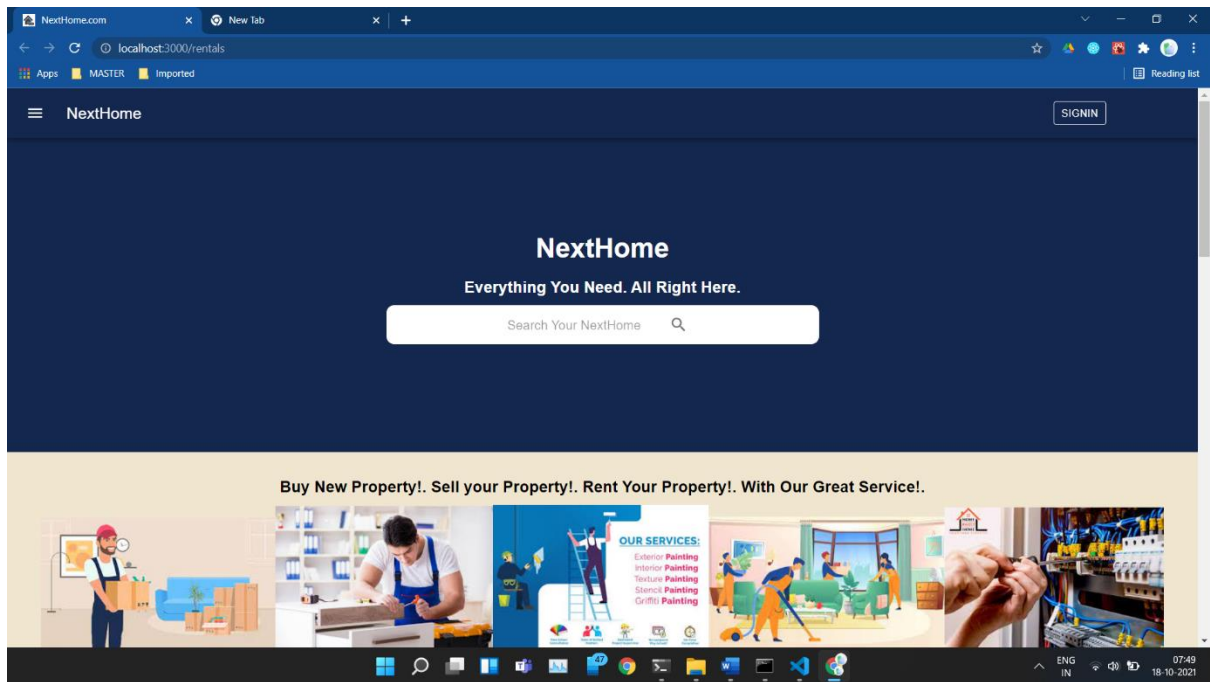 NextHome.com
New Tab
localhost:3000/rentals
Apps MASTER Imported
Reading list
NextHome
SIGNIN
NextHome
Everything You Need. All Right Here.
Search Your NextHome
Buy New Property!. Sell your Property!. Rent Your Property!. With Our Great Service!.
OUR SERVICES:
Exterior Painting
Interior Painting
Texture Painting
Stencil Painting
Griffiti Painting
47
ENG
IN
07:49
18-10-2021